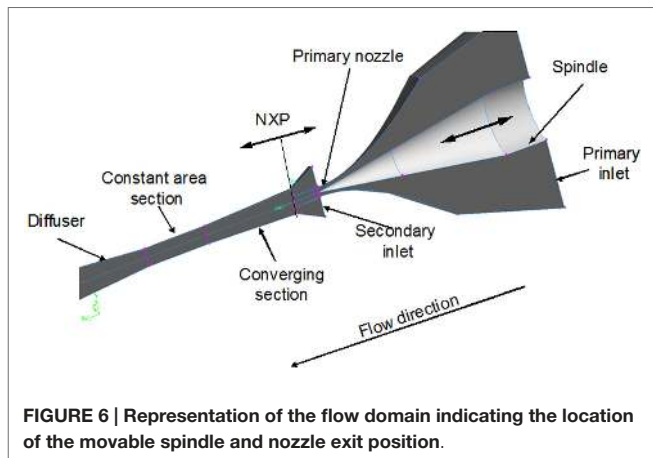 Primary nozzle
Spindle
NXP
Primary
inlet
Constant area
section
Diffuser
Secondary
inlet
Converging
section
Flow direction
FIGURE 6 | Representation of the flow domain indicating the location
of the movable spindle and nozzle exit position.